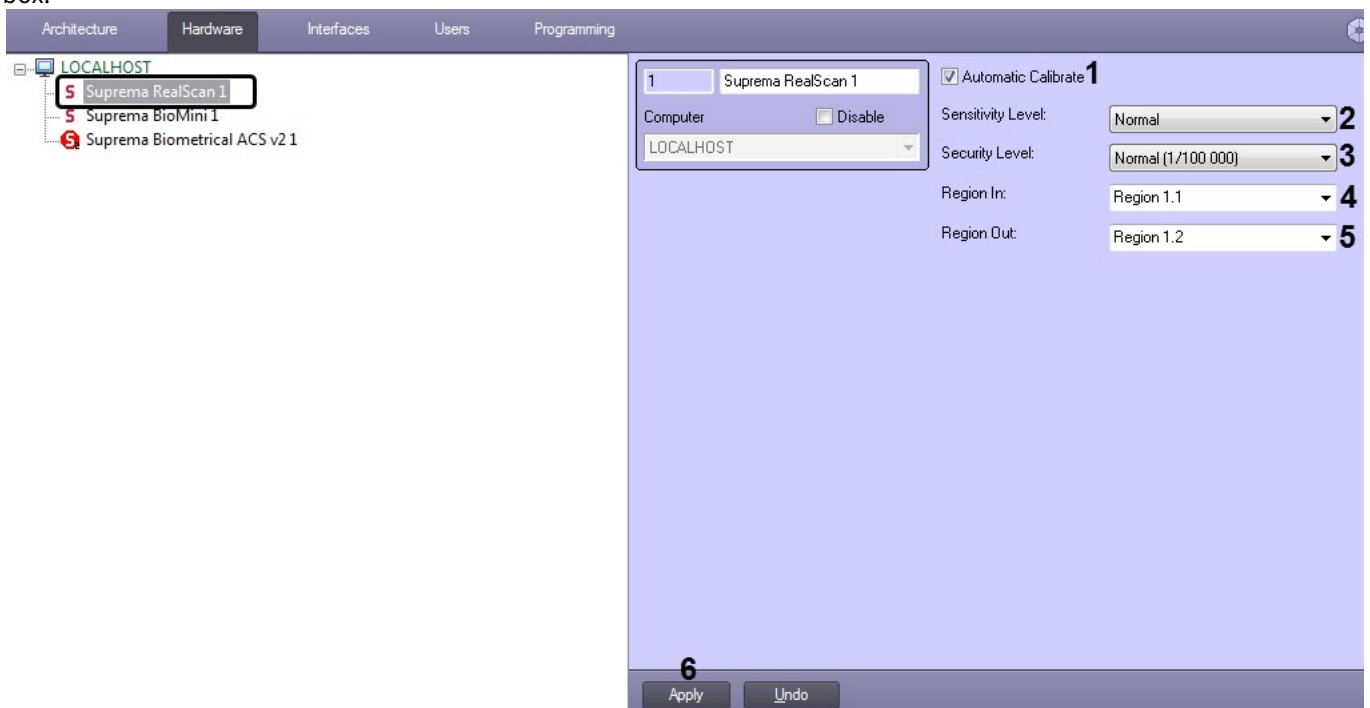 box.
Architecture Hardware Interfaces Users Programming
LOCALHOST
S Suprema RealScan 1
S Suprema BioMini 1
S Suprema Biometrical ACS v2 1
1 Suprema RealScan 1
Computer Disable
LOCALHOST
Automatic Calibrate 1
Sensitivity Level: Normal 2
Security Level: Normal (1/100 000) 3
Region In: Region 1.1 4
Region Out: Region 1.2 5
6
Apply Undo